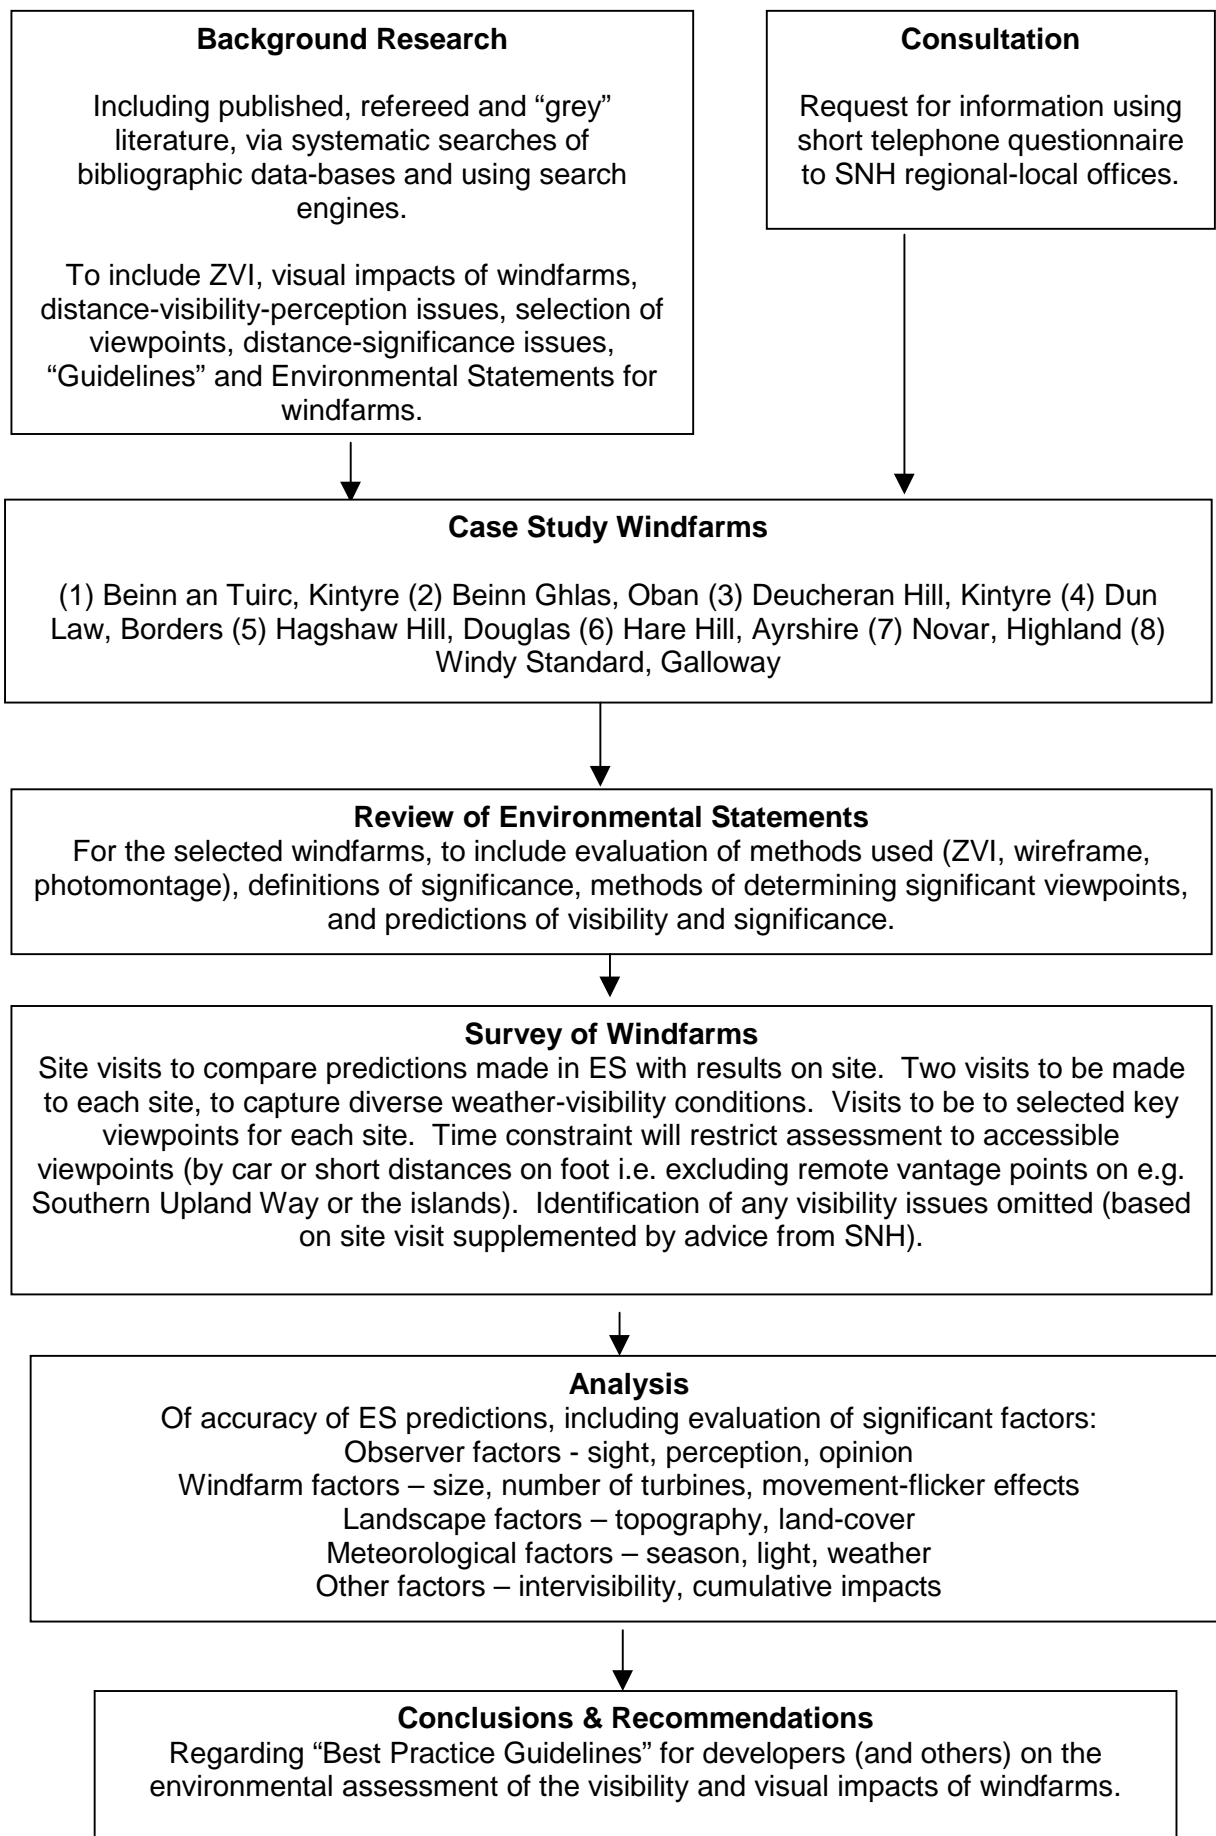 Background Research
Including published, refereed and “grey”
literature, via systematic searches of
bibliographic data-bases and using search
engines.
To include ZVI, visual impacts of windfarms,
distance-visibility-perception issues, selection of
viewpoints, distance-significance issues,
“Guidelines” and Environmental Statements for
windfarms.
Consultation
Request for information using
short telephone questionnaire
to SNH regional-local offices.
Case Study Windfarms
(1) Beinn an Tuirc, Kintyre (2) Beinn Ghlas, Oban (3) Deucheran Hill, Kintyre (4) Dun
Law, Borders (5) Hagshaw Hill, Douglas (6) Hare Hill, Ayrshire (7) Novar, Highland (8)
Windy Standard, Galloway
Review of Environmental Statements
For the selected windfarms, to include evaluation of methods used (ZVI, wireframe,
photomontage), definitions of significance, methods of determining significant viewpoints,
and predictions of visibility and significance.
Survey of Windfarms
Site visits to compare predictions made in ES with results on site.  Two visits to be made
to each site, to capture diverse weather-visibility conditions.  Visits to be to selected key
viewpoints for each site.  Time constraint will restrict assessment to accessible
viewpoints (by car or short distances on foot i.e. excluding remote vantage points on e.g.
Southern Upland Way or the islands).  Identification of any visibility issues omitted (based
on site visit supplemented by advice from SNH).
Analysis
Of accuracy of ES predictions, including evaluation of significant factors:
Observer factors - sight, perception, opinion
Windfarm factors – size, number of turbines, movement-flicker effects
Landscape factors – topography, land-cover
Meteorological factors – season, light, weather
Other factors – intervisibility, cumulative impacts
Conclusions & Recommendations
Regarding “Best Practice Guidelines” for developers (and others) on the
environmental assessment of the visibility and visual impacts of windfarms.